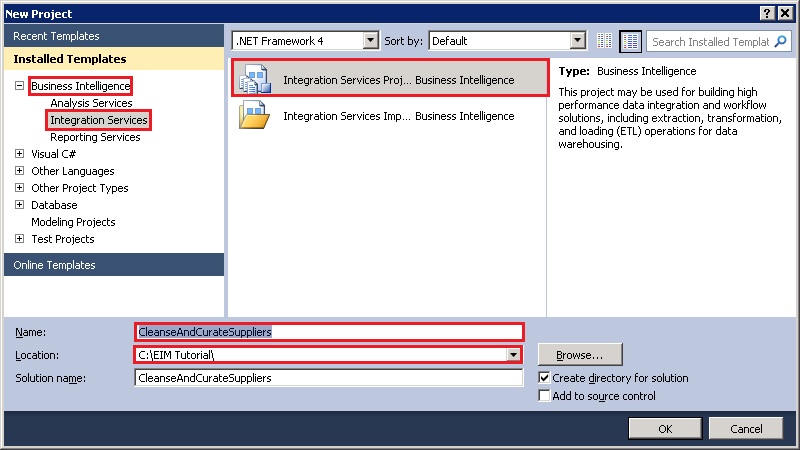 New Project
Recent Templates
Installed Templates
Business Intelligence
Analysis Services
Integration Services
Reporting Services
Visual C#
Other Languages
Other Project Types
Database
Modeling Projects
Test Projects
Online Templates
.NET Framework 4 Sort by: Default Search Installed Templat
Integration Services Proj... Business Intelligence
Integration Services Imp... Business Intelligence
Type: Business Intelligence
This project may be used for building high
performance data integration and workflow
solutions, including extraction, transformation,
and loading (ETL) operations for data
warehousing.
Name: CleanseAndCurateSuppliers
Location: C:\EIM Tutorial\ Browse...
Solution name: CleanseAndCurateSuppliers Create directory for solution
Add to source control
OK Cancel